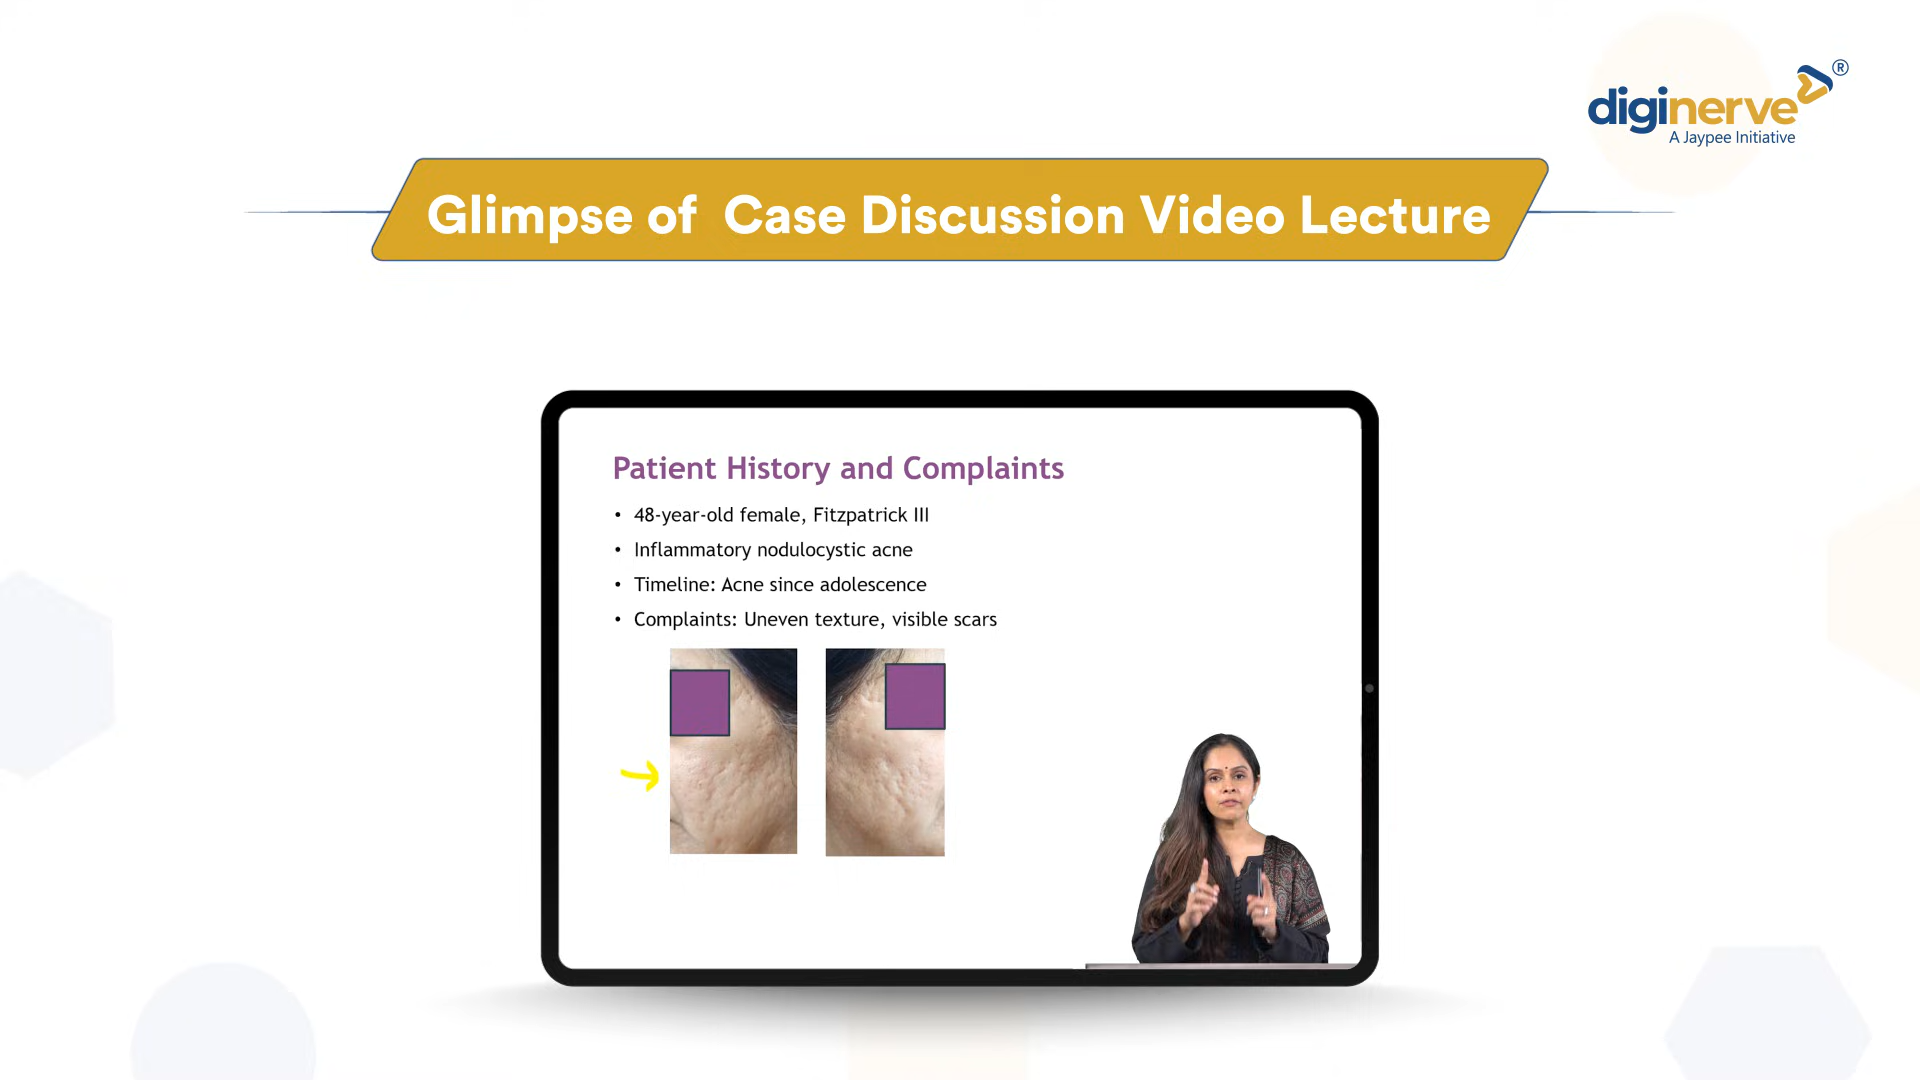 diginerve®
A Jaypee Initiative
Glimpse of Case Discussion Video Lecture
Patient History and Complaints
• 48-year-old female, Fitzpatrick III
• Inflammatory nodulocystic acne
• Timeline: Acne since adolescence
• Complaints: Uneven texture, visible scars